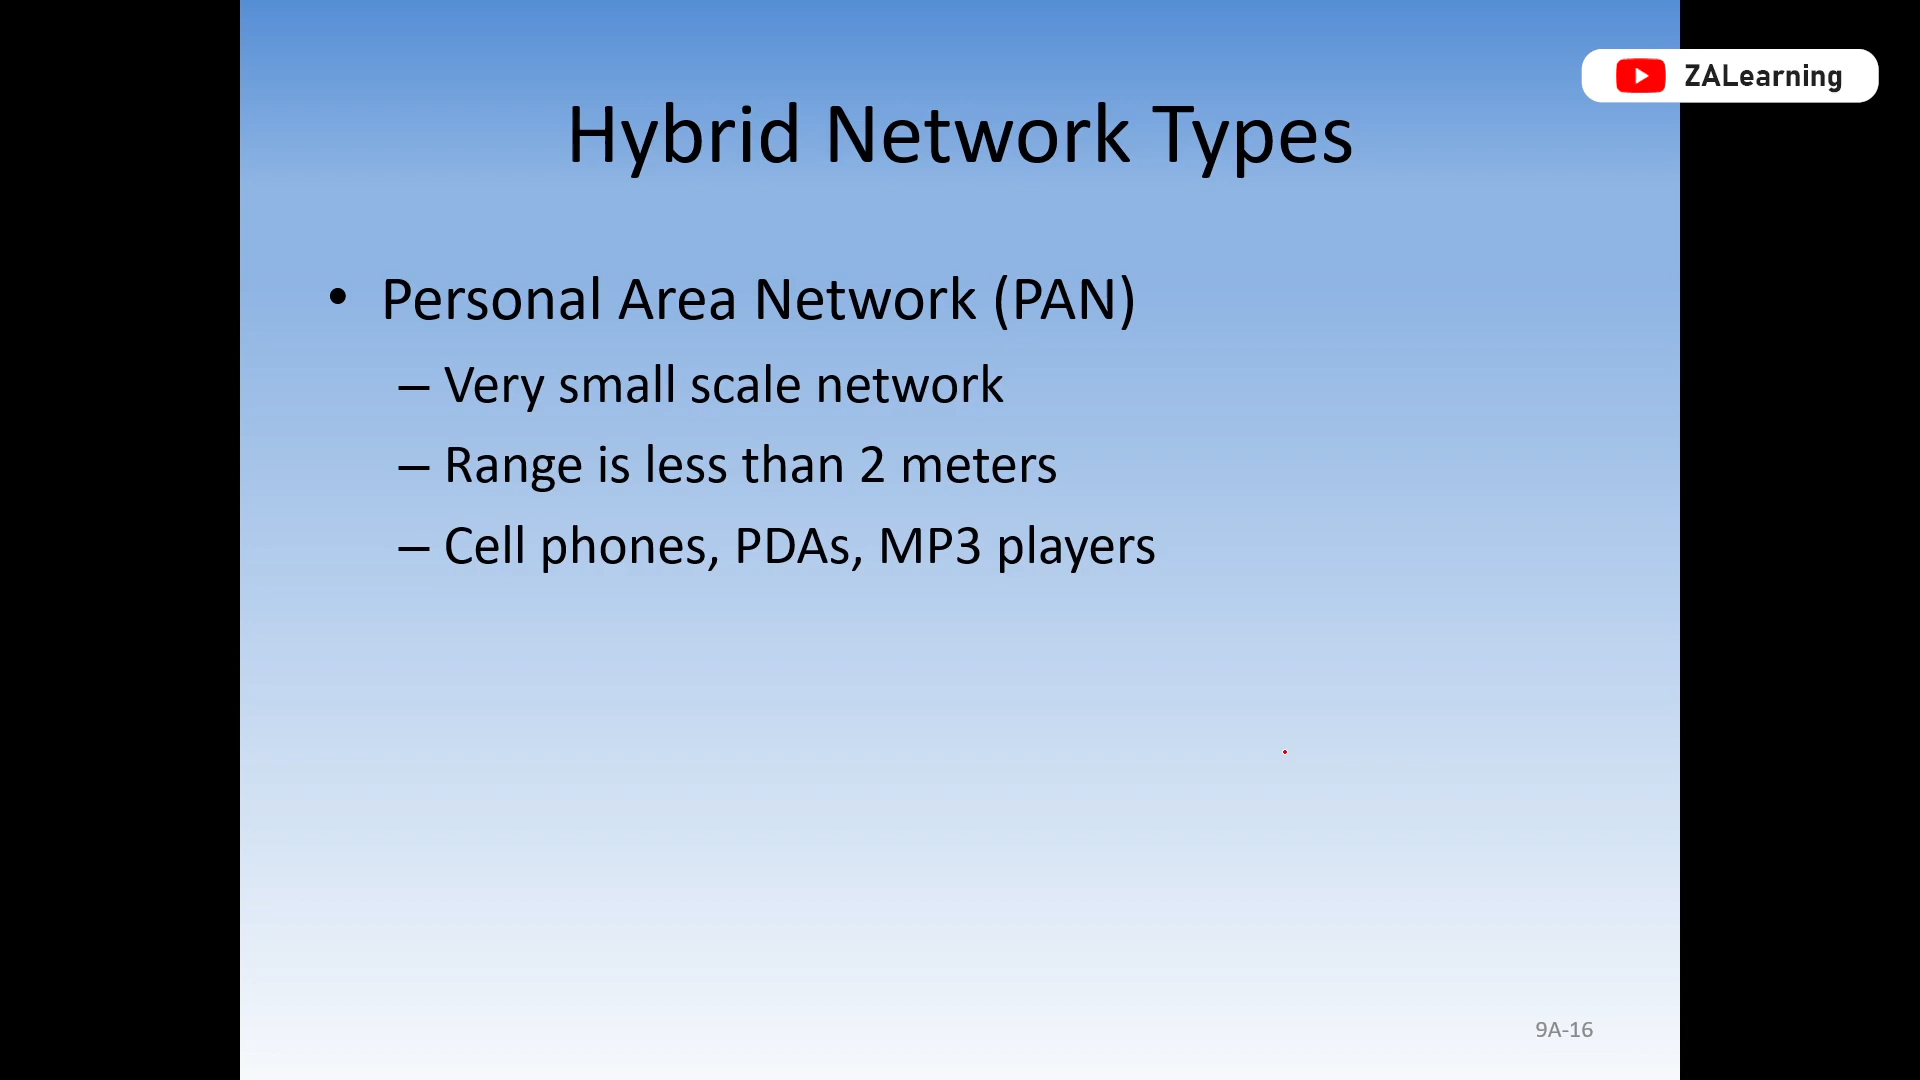 ZALearning
Hybrid Network Types
• Personal Area Network (PAN)
– Very small scale network
– Range is less than 2 meters
– Cell phones, PDAs, MP3 players
9A-16